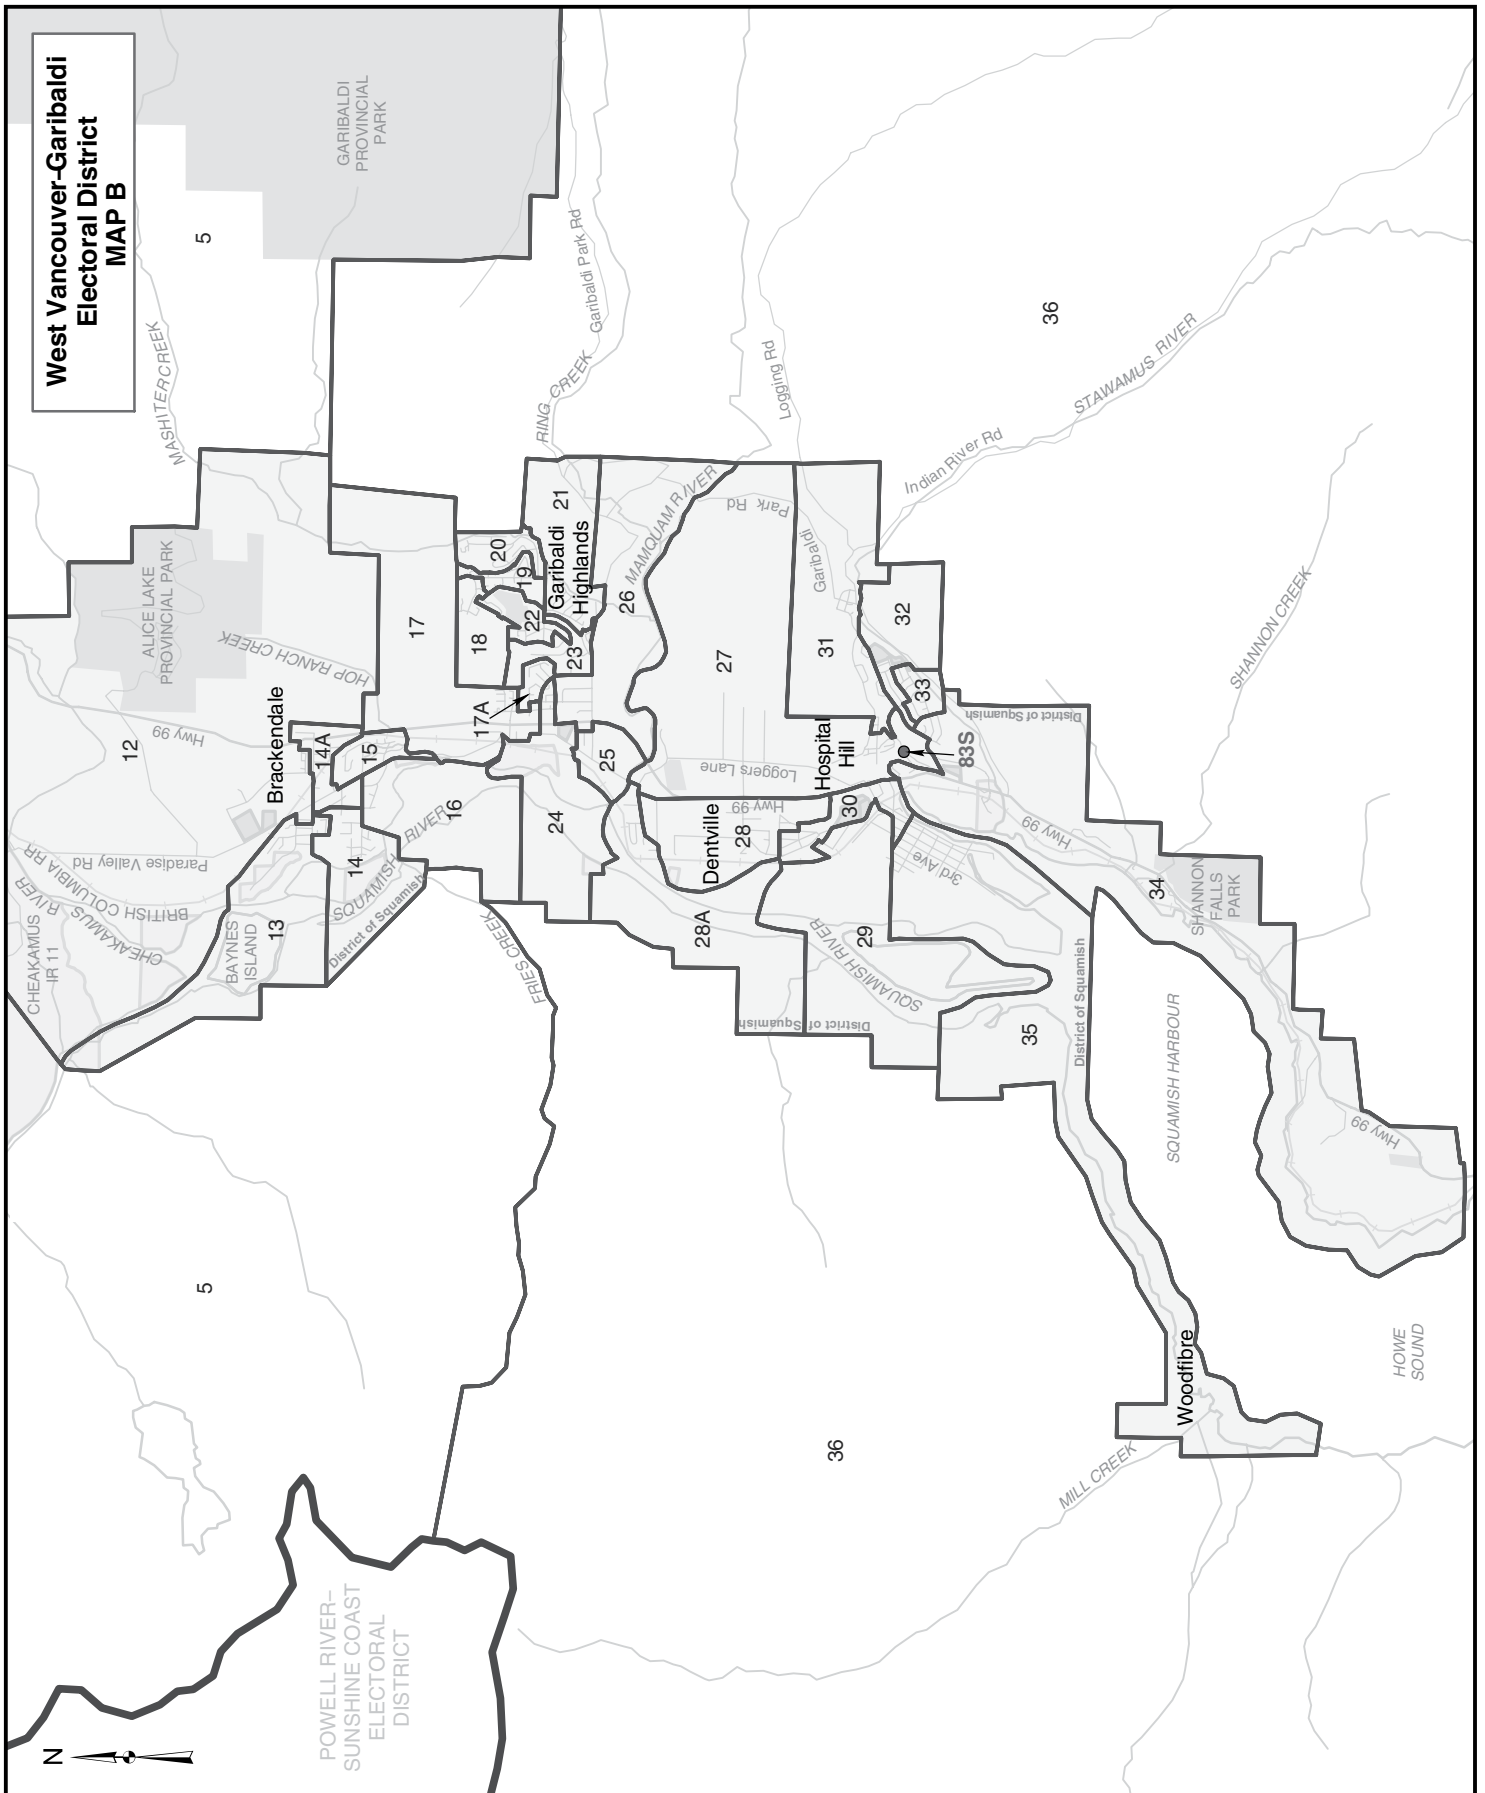 West Vancouver–Garibaldi
Electoral District
MAP B
GARIBALDI
PROVINCIAL
PARK
5
MASHITERCREEK
RING CREEK
Garibaldi Park Rd
Logging Rd
36
STAWAMUS RIVER
Indian River Rd
SHANNON CREEK
ALICE LAKE
PROVINCIAL PARK
HOP RANCH CREEK
Hwy 99
12
Brackendale
17
17A
18
19
20
21
22
23
Garibaldi
Highlands
26
MAMQUAM RIVER
Park Rd
Garibaldi
27
31
32
33
83S
Hospital
Hill
District of Squamish
14A
15
16
14
13
RIVER
SQUAMISH
District of Squamish
Paradise Valley Rd
BRITISH COLUMBIA RR
CHEAKAMUS
RIVER
CHEAKAMUS
IR 11
BAYNES
ISLAND
FRIES CREEK
24
25
Loggers Lane
Hwy 99
Dentville
28
28A
30
29
3rd Ave
SQUAMISH RIVER
SQUAMISH
District of Squamish
35
District of Squamish
Hwy 99
34
SHANNON
FALLS
PARK
SQUAMISH HARBOUR
Hwy 99
HOWE
SOUND
Woodfibre
MILL CREEK
36
5
POWELL RIVER–
SUNSHINE COAST
ELECTORAL
DISTRICT
N